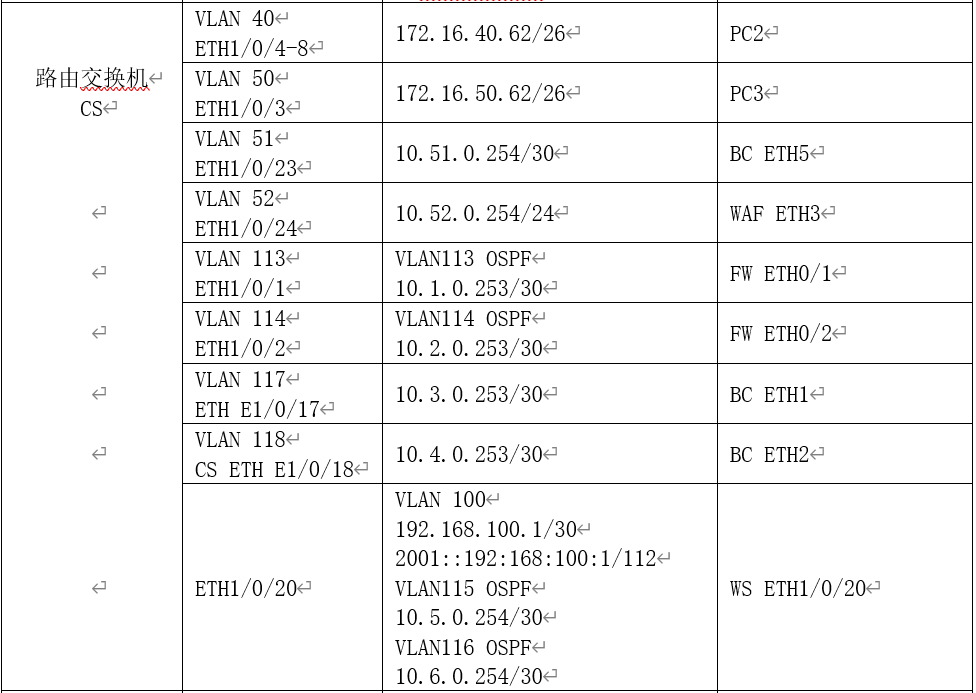 路由交换机
CS
VLAN 40
ETH1/0/4-8
172.16.40.62/26
PC2
VLAN 50
ETH1/0/3
172.16.50.62/26
PC3
VLAN 51
ETH1/0/23
10.51.0.254/30
BC ETH5
VLAN 52
ETH1/0/24
10.52.0.254/24
WAF ETH3
VLAN 113
ETH1/0/1
VLAN113 OSPF
10.1.0.253/30
FW ETH0/1
VLAN 114
ETH1/0/2
VLAN114 OSPF
10.2.0.253/30
FW ETH0/2
VLAN 117
ETH E1/0/17
10.3.0.253/30
BC ETH1
VLAN 118
CS ETH E1/0/18
10.4.0.253/30
BC ETH2
ETH1/0/20
VLAN 100
192.168.100.1/30
2001::192:168:100:1/112
VLAN115 OSPF
10.5.0.254/30
VLAN116 OSPF
10.6.0.254/30
WS ETH1/0/20